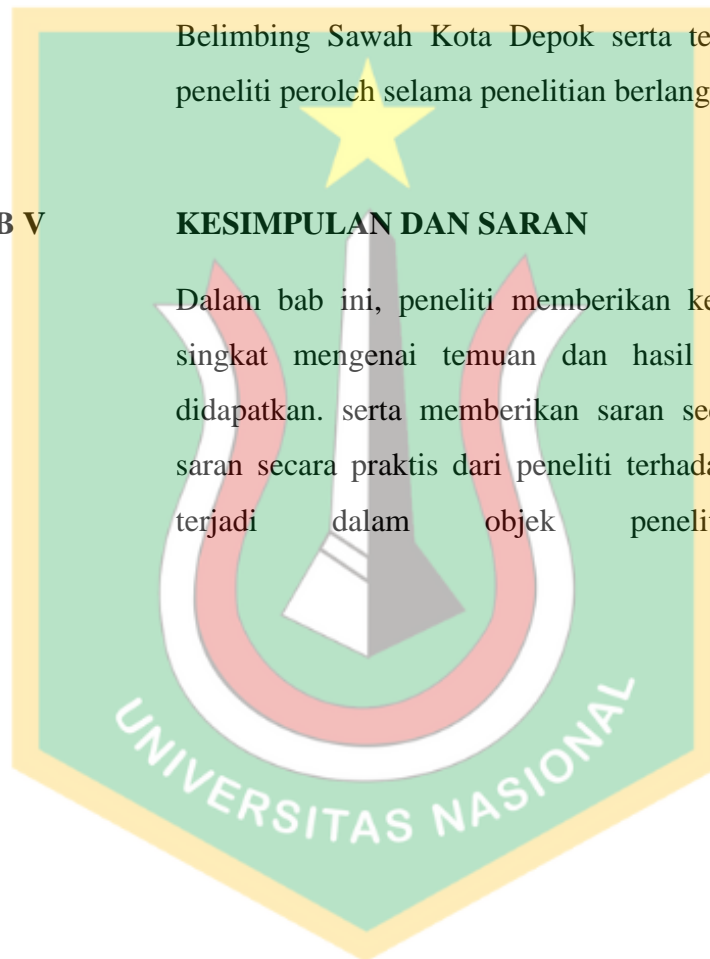 Belimbing Sawah Kota Depok serta te
peneliti peroleh selama penelitian berlang
B V KESIMPULAN DAN SARAN
Dalam bab ini, peneliti memberikan ke
singkat mengenai temuan dan hasil
didapatkan. serta memberikan saran se
saran secara praktis dari peneliti terhada
terjadi dalam objek penelit
UNIVERSITAS NASIONAL